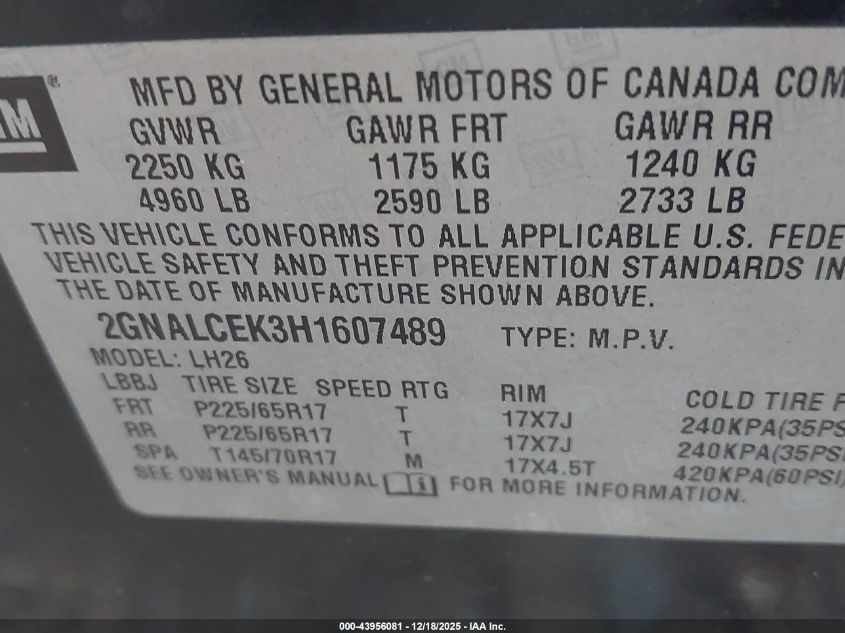 GM
MFD BY GENERAL MOTORS OF CANADA COM
GVWR GAWR FRT GAWR RR
2250 KG 1175 KG 1240 KG
4960 LB 2590 LB 2733 LB
THIS VEHICLE CONFORMS TO ALL APPLICABLE U.S. FEDE
VEHICLE SAFETY AND THEFT PREVENTION STANDARDS IN
THE DATE OF MANUFACTURE SHOWN ABOVE.
2GNALCEK3H1607489 TYPE: M.P.V.
MODEL: LH26
LBBJ TIRE SIZE SPEED RTG RIM COLD TIRE P
FRT P225/65R17 T 17X7J 240KPA(35PS
RR P225/65R17 T 17X7J 240KPA(35PSI
SPA T145/70R17 M 17X4.5T 420KPA(60PSI)
SEE OWNER'S MANUAL FOR MORE INFORMATION.
000-43956081 - 12/18/2025 - IAA Inc.